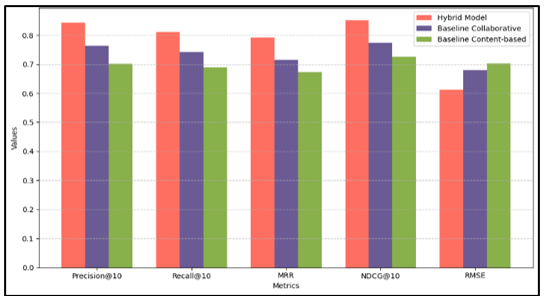 Hybrid Model
Baseline Collaborative
Baseline Content-based
0.8
0.7
0.6
0.5
0.4
0.3
0.2
0.1
0.0
Values
Precision@10 Recall@10 MRR NDCG@10 RMSE
Metrics